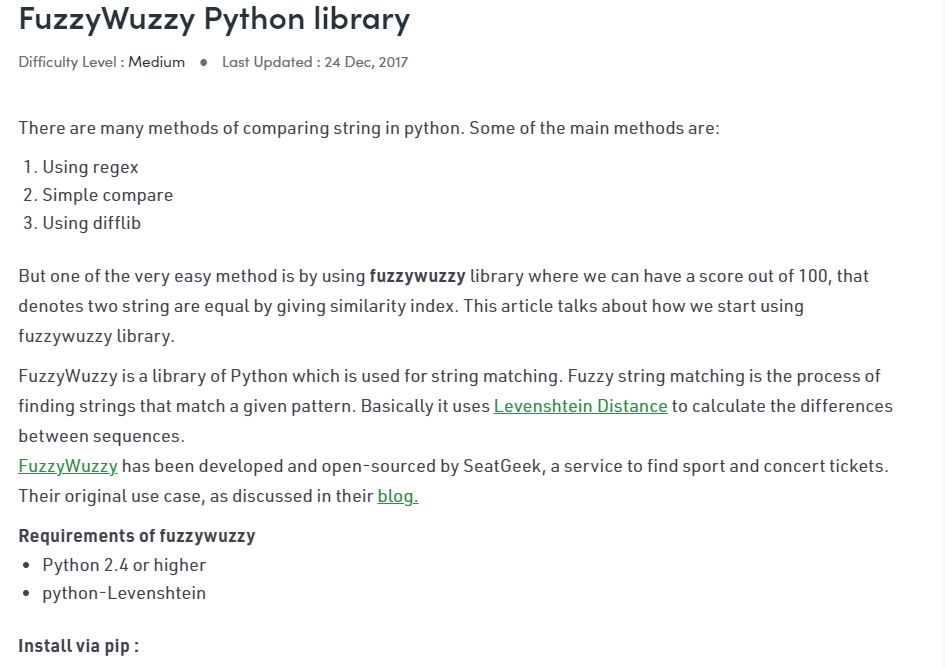 FuzzyWuzzy Python library
Difficulty Level : Medium ● Last Updated : 24 Dec, 2017
There are many methods of comparing string in python. Some of the main methods are:
1. Using regex
2. Simple compare
3. Using difflib
But one of the very easy method is by using fuzzywuzzy library where we can have a score out of 100, that
denotes two string are equal by giving similarity index. This article talks about how we start using
fuzzywuzzy library.
FuzzyWuzzy is a library of Python which is used for string matching. Fuzzy string matching is the process of
finding strings that match a given pattern. Basically it uses Levenshtein Distance to calculate the differences
between sequences.
FuzzyWuzzy has been developed and open-sourced by SeatGeek, a service to find sport and concert tickets.
Their original use case, as discussed in their blog.
Requirements of fuzzywuzzy
• Python 2.4 or higher
• python-Levenshtein
Install via pip :